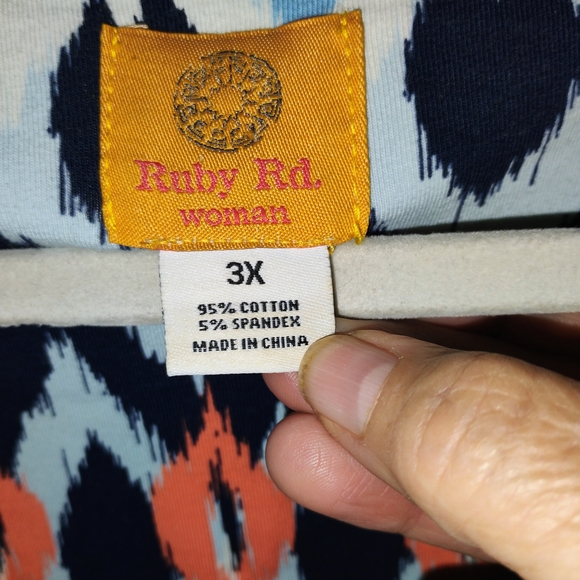 Ruby Rd.
woman
3X
95% COTTON
5% SPANDEX
MADE IN CHINA